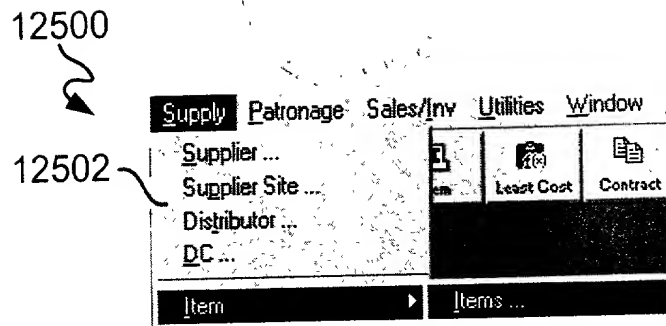 12500
Supply Patronage Sales/Inv Utilities Window
Supplier ...
12502
Supplier Site ...
Least Cost Contract
Distributor ...
DC ...
Item Items ...